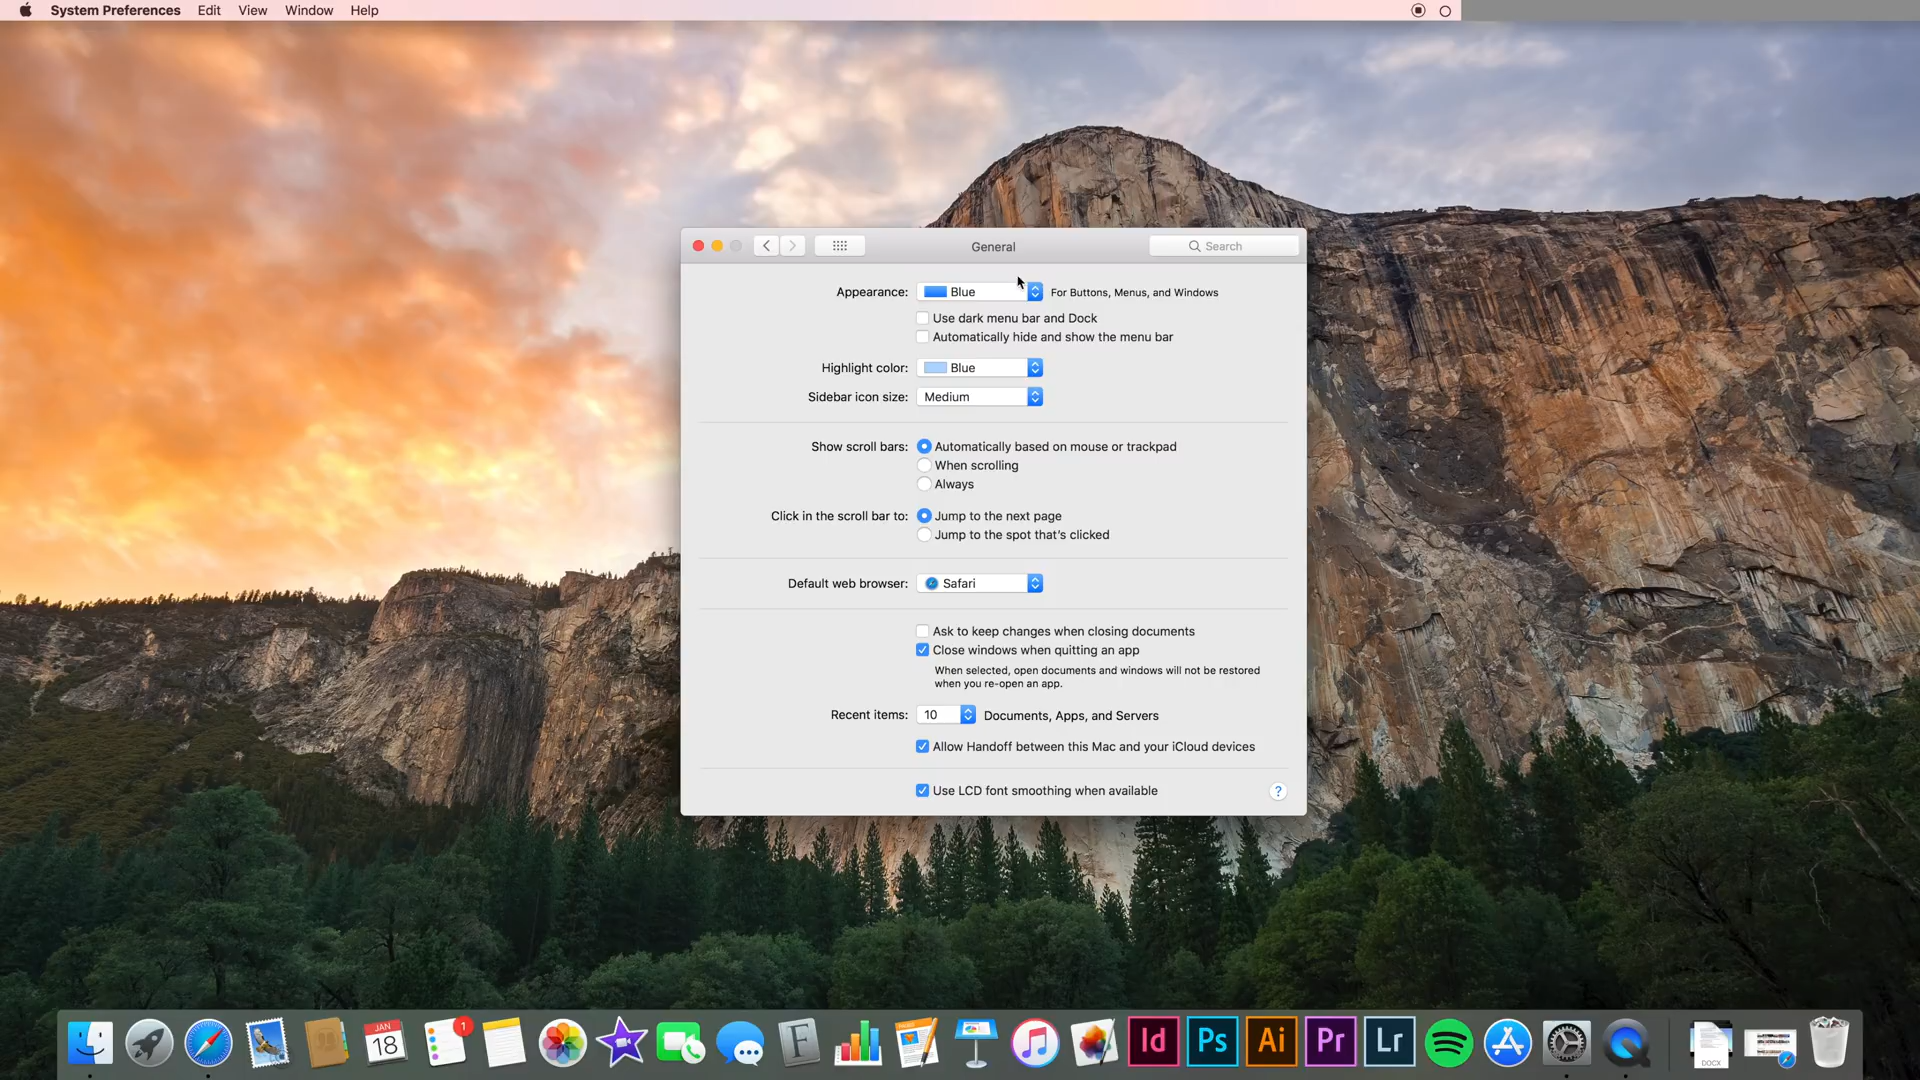 System Preferences Edit View Window Help
General
Search
Appearance: Blue For Buttons, Menus, and Windows
Use dark menu bar and Dock
Automatically hide and show the menu bar
Highlight color: Blue
Sidebar icon size: Medium
Show scroll bars: Automatically based on mouse or trackpad
When scrolling
Always
Click in the scroll bar to: Jump to the next page
Jump to the spot that's clicked
Default web browser: Safari
Ask to keep changes when closing documents
Close windows when quitting an app
When selected, open documents and windows will not be restored
when you re-open an app.
Recent items: 10 Documents, Apps, and Servers
Allow Handoff between this Mac and your iCloud devices
Use LCD font smoothing when available ?
JAN
18
1
F
PAGES
Id Ps Ai Pr Lr
DOCX